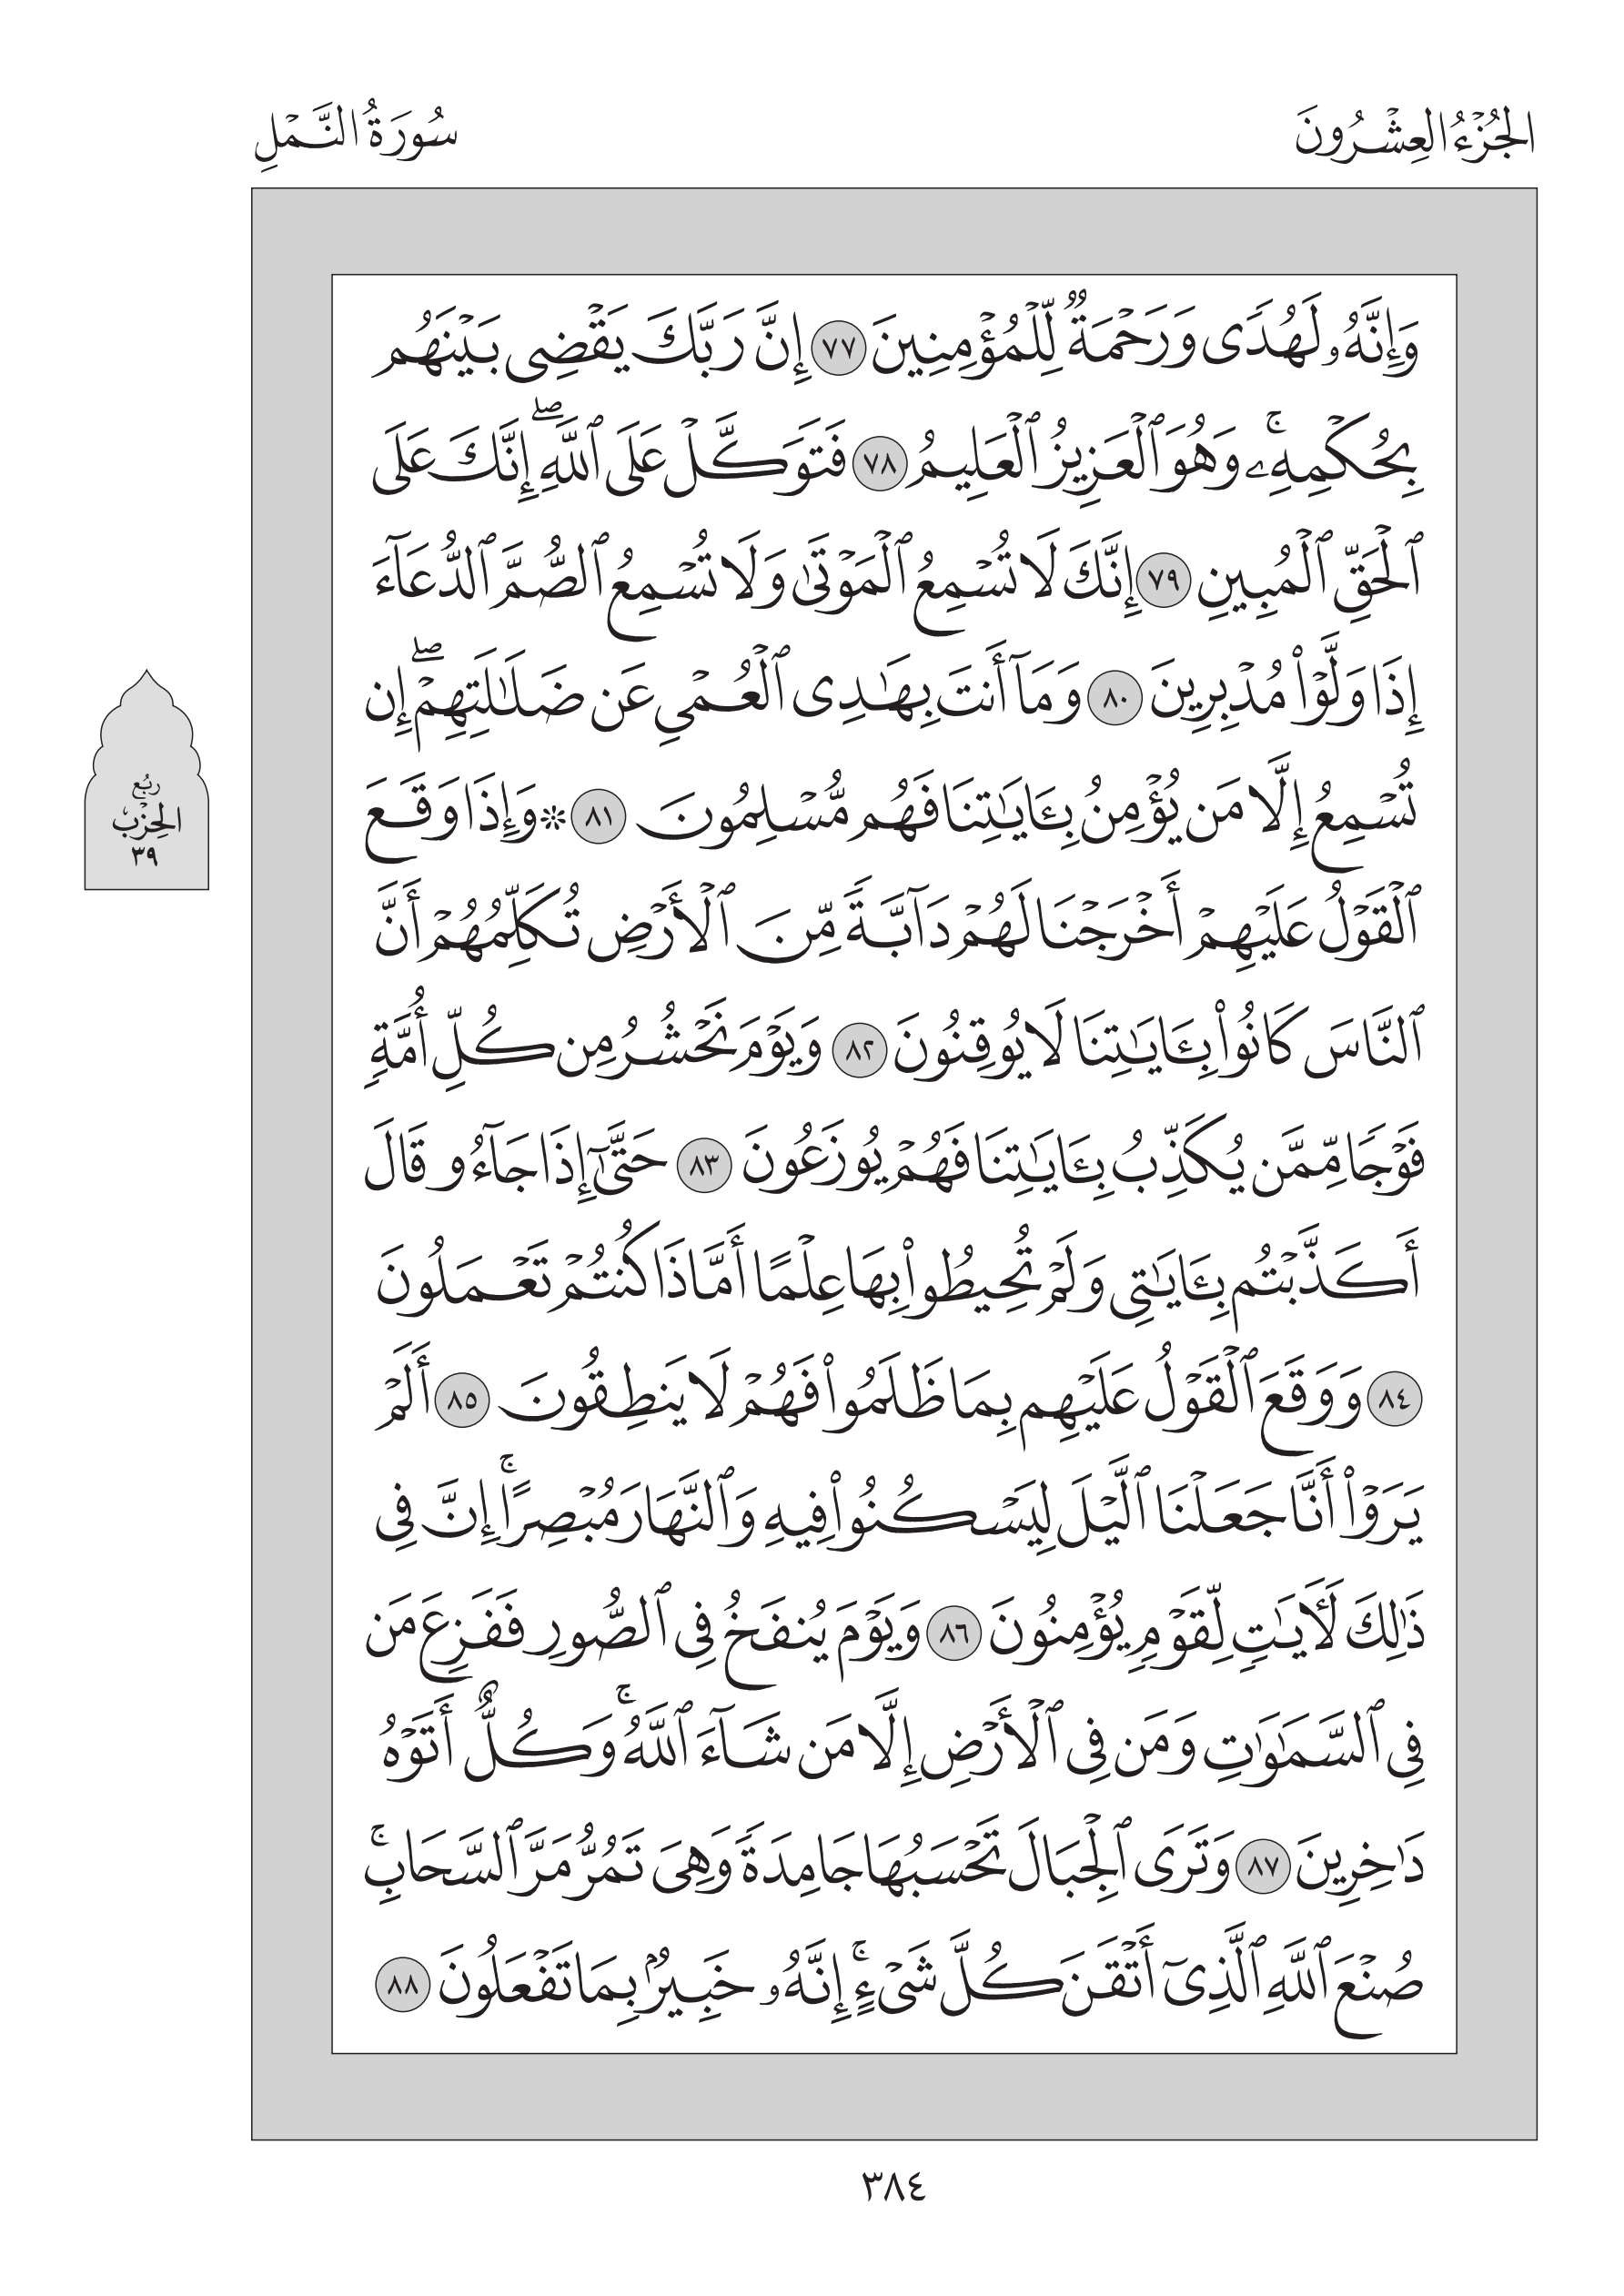 الجُزْءُ العِشْرُونَ
سُورَةُ النَّمْلِ
وَإِنَّهُۥ لَهُدًى وَرَحْمَةٌ لِّلْمُؤْمِنِينَ ٧٧ إِنَّ رَبَّكَ يَقْضِى بَيْنَهُم
بِحُكْمِهِۦۚ وَهُوَ ٱلْعَزِيزُ ٱلْعَلِيمُ ٧٨ فَتَوَكَّلْ عَلَى ٱللَّهِۖ إِنَّكَ عَلَى
ٱلْحَقِّ ٱلْمُبِينِ ٧٩ إِنَّكَ لَا تُسْمِعُ ٱلْمَوْتَىٰ وَلَا تُسْمِعُ ٱلصُّمَّ ٱلدُّعَآءَ
إِذَا وَلَّوْا۟ مُدْبِرِينَ ٨٠ وَمَآ أَنتَ بِهَـٰدِى ٱلْعُمْىِ عَن ضَلَـٰلَتِهِمْۖ إِن
تُسْمِعُ إِلَّا مَن يُؤْمِنُ بِـَٔايَـٰتِنَا فَهُم مُّسْلِمُونَ ٨١ ۞ وَإِذَا وَقَعَ
ٱلْقَوْلُ عَلَيْهِمْ أَخْرَجْنَا لَهُمْ دَآبَّةً مِّنَ ٱلْأَرْضِ تُكَلِّمُهُمْ أَنَّ
ٱلنَّاسَ كَانُوا۟ بِـَٔايَـٰتِنَا لَا يُوقِنُونَ ٨٢ وَيَوْمَ نَحْشُرُ مِن كُلِّ أُمَّةٍ
فَوْجًا مِّمَّن يُكَذِّبُ بِـَٔايَـٰتِنَا فَهُمْ يُوزَعُونَ ٨٣ حَتَّىٰٓ إِذَا جَآءُو قَالَ
أَكَذَّبْتُم بِـَٔايَـٰتِى وَلَمْ تُحِيطُوا۟ بِهَا عِلْمًا أَمَّاذَا كُنتُمْ تَعْمَلُونَ
٨٤ وَوَقَعَ ٱلْقَوْلُ عَلَيْهِم بِمَا ظَلَمُوا۟ فَهُمْ لَا يَنطِقُونَ ٨٥ أَلَمْ
يَرَوْا۟ أَنَّا جَعَلْنَا ٱلَّيْلَ لِيَسْكُنُوا۟ فِيهِ وَٱلنَّهَارَ مُبْصِرًاۚ إِنَّ فِى
ذَٰلِكَ لَـَٔايَـٰتٍ لِّقَوْمٍ يُؤْمِنُونَ ٨٦ وَيَوْمَ يُنفَخُ فِى ٱلصُّورِ فَفَزِعَ مَن
فِى ٱلسَّمَـٰوَٰتِ وَمَن فِى ٱلْأَرْضِ إِلَّا مَن شَآءَ ٱللَّهُۚ وَكُلٌّ أَتَوْهُ
دَٰخِرِينَ ٨٧ وَتَرَى ٱلْجِبَالَ تَحْسَبُهَا جَامِدَةً وَهِىَ تَمُرُّ مَرَّ ٱلسَّحَابِۚ
صُنْعَ ٱللَّهِ ٱلَّذِىٓ أَتْقَنَ كُلَّ شَىْءٍۚ إِنَّهُۥ خَبِيرٌۢ بِمَا تَفْعَلُونَ ٨٨
رُبْع
الحِزْب
٣٩
٣٨٤